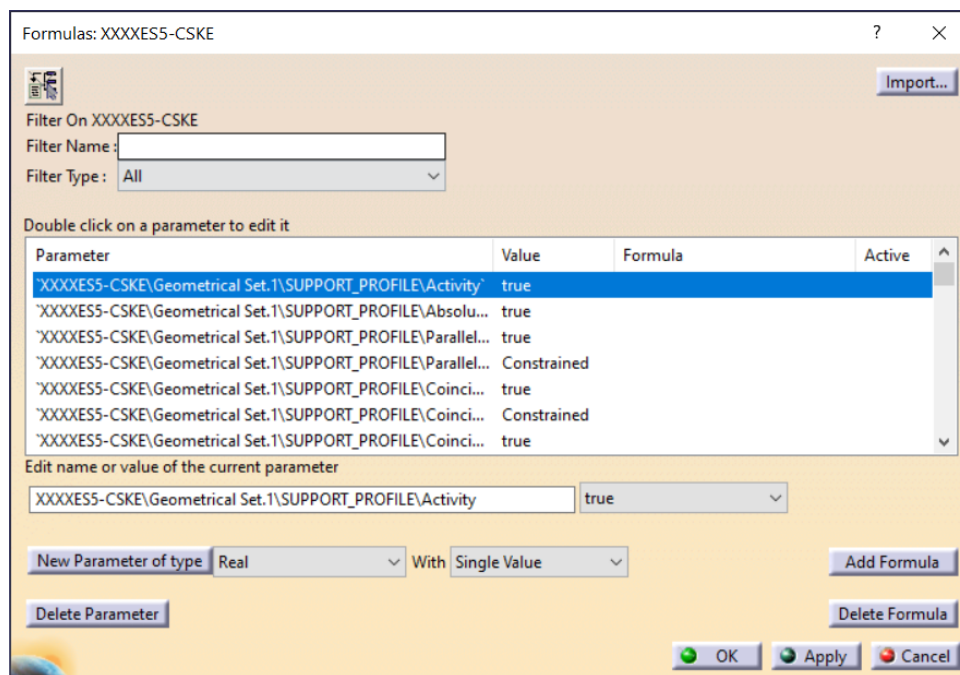 Formulas: XXXXES5-CSKE ? ×
Import...
Filter On XXXXES5-CSKE
Filter Name :
Filter Type : All
Double click on a parameter to edit it
Parameter Value Formula Active
`XXXXES5-CSKE\Geometrical Set.1\SUPPORT_PROFILE\Activity` true
`XXXXES5-CSKE\Geometrical Set.1\SUPPORT_PROFILE\Absolu... true
`XXXXES5-CSKE\Geometrical Set.1\SUPPORT_PROFILE\Parallel... true
`XXXXES5-CSKE\Geometrical Set.1\SUPPORT_PROFILE\Parallel... Constrained
`XXXXES5-CSKE\Geometrical Set.1\SUPPORT_PROFILE\Coinci... true
`XXXXES5-CSKE\Geometrical Set.1\SUPPORT_PROFILE\Coinci... Constrained
`XXXXES5-CSKE\Geometrical Set.1\SUPPORT_PROFILE\Coinci... true
Edit name or value of the current parameter
XXXXES5-CSKE\Geometrical Set.1\SUPPORT_PROFILE\Activity true
New Parameter of type Real With Single Value Add Formula
Delete Parameter Delete Formula
OK Apply Cancel